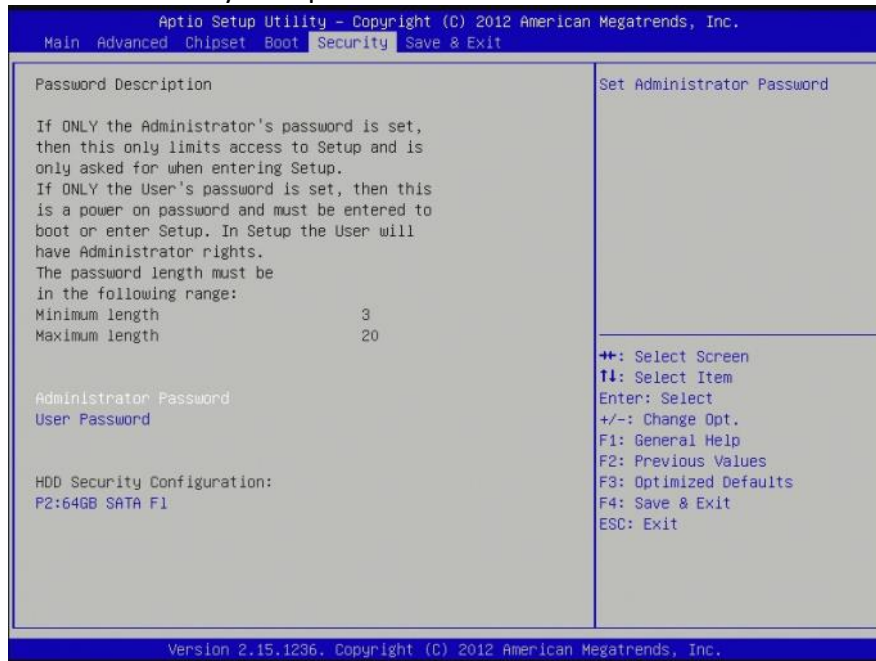 Aptio Setup Utility – Copyright (C) 2012 American Megatrends, Inc.
Main Advanced Chipset Boot Security Save & Exit
Password Description
If ONLY the Administrator's password is set,
then this only limits access to Setup and is
only asked for when entering Setup.
If ONLY the User's password is set, then this
is a power on password and must be entered to
boot or enter Setup. In Setup the User will
have Administrator rights.
The password length must be
in the following range:
Minimum length 3
Maximum length 20
Administrator Password
User Password
HDD Security Configuration:
P2:64GB SATA Fl
Set Administrator Password
→←: Select Screen
↑↓: Select Item
Enter: Select
+/-: Change Opt.
F1: General Help
F2: Previous Values
F3: Optimized Defaults
F4: Save & Exit
ESC: Exit
Version 2.15.1236. Copyright (C) 2012 American Megatrends, Inc.